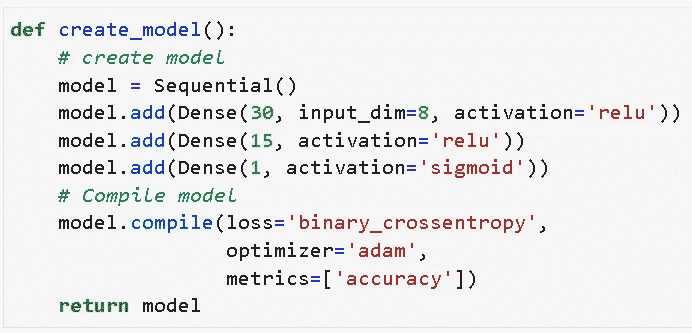 def create_model():
    # create model
    model = Sequential()
    model.add(Dense(30, input_dim=8, activation='relu'))
    model.add(Dense(15, activation='relu'))
    model.add(Dense(1, activation='sigmoid'))
    # Compile model
    model.compile(loss='binary_crossentropy',
                  optimizer='adam',
                  metrics=['accuracy'])
    return model